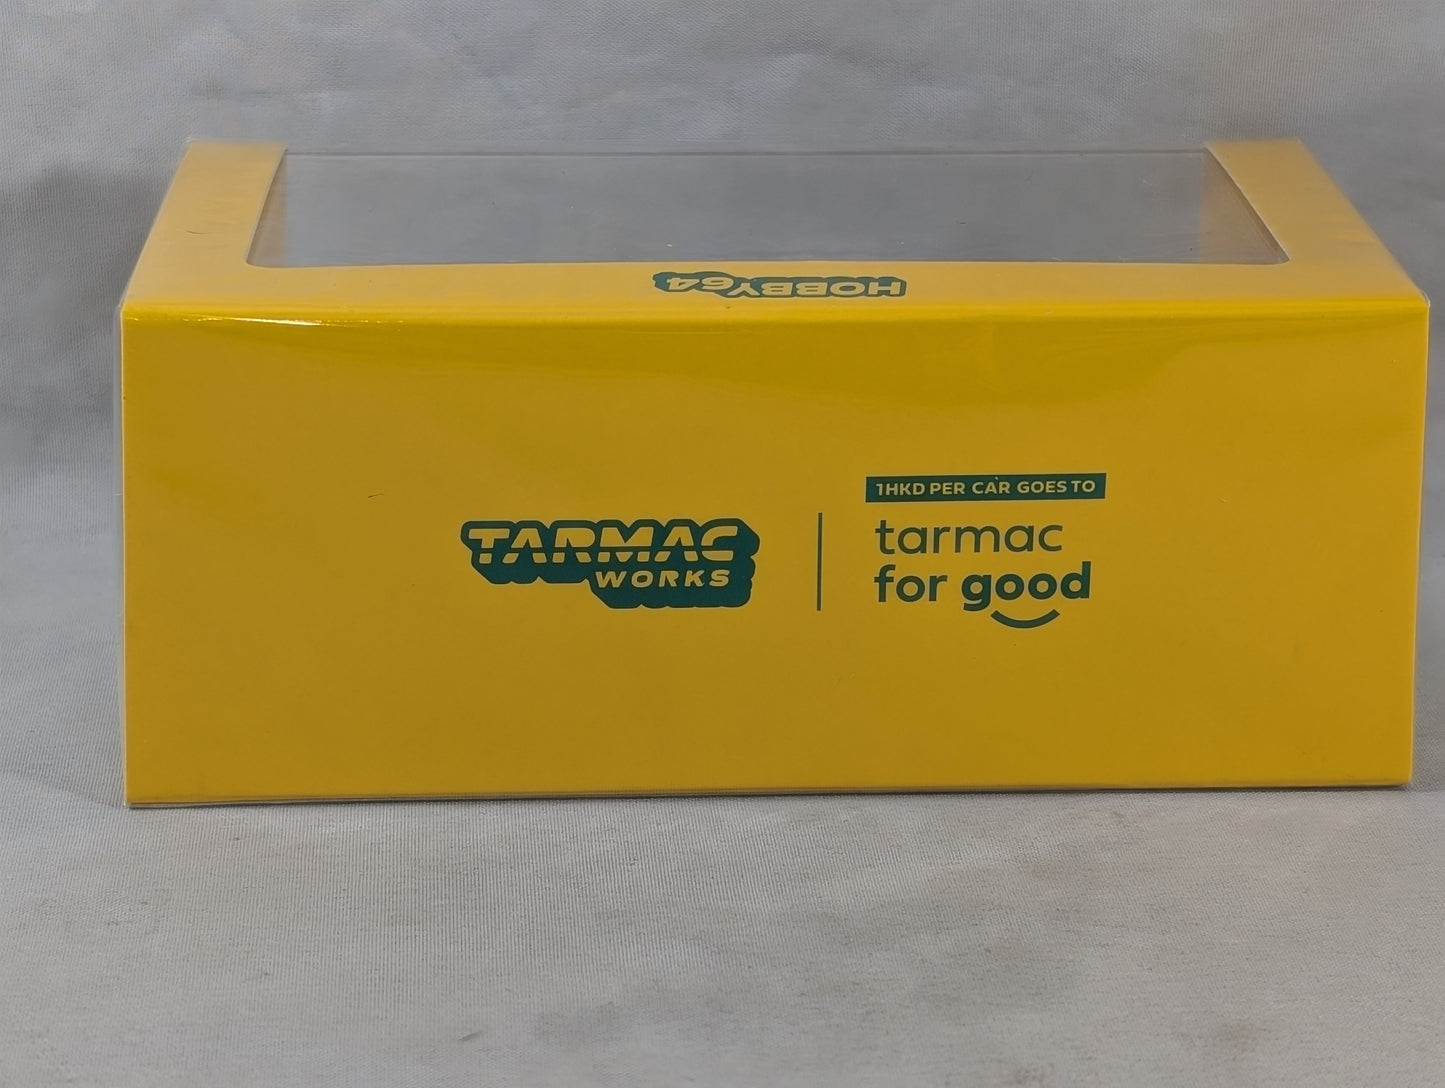 HOBBY64
TARMAC
WORKS
1HKD PER CAR GOES TO
tarmac
for good